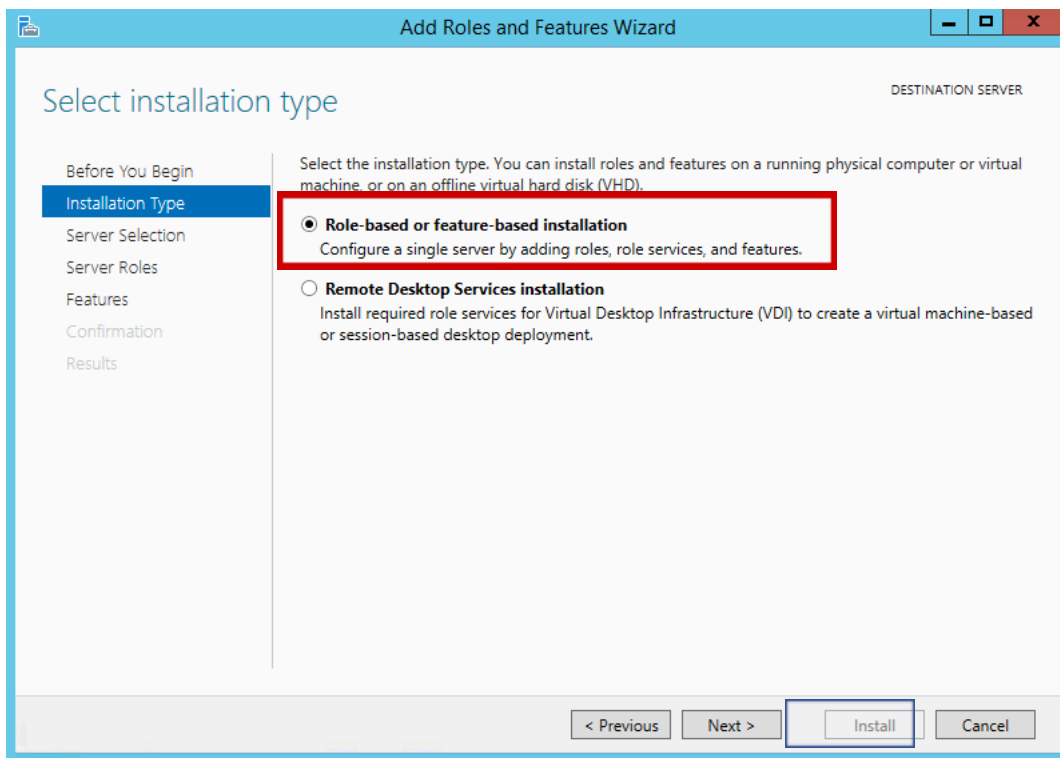 Add Roles and Features Wizard
Select installation type
DESTINATION SERVER
Before You Begin
Installation Type
Server Selection
Server Roles
Features
Confirmation
Results
Select the installation type. You can install roles and features on a running physical computer or virtual
machine, or on an offline virtual hard disk (VHD).
Role-based or feature-based installation
Configure a single server by adding roles, role services, and features.
Remote Desktop Services installation
Install required role services for Virtual Desktop Infrastructure (VDI) to create a virtual machine-based
or session-based desktop deployment.
< Previous
Next >
Install
Cancel